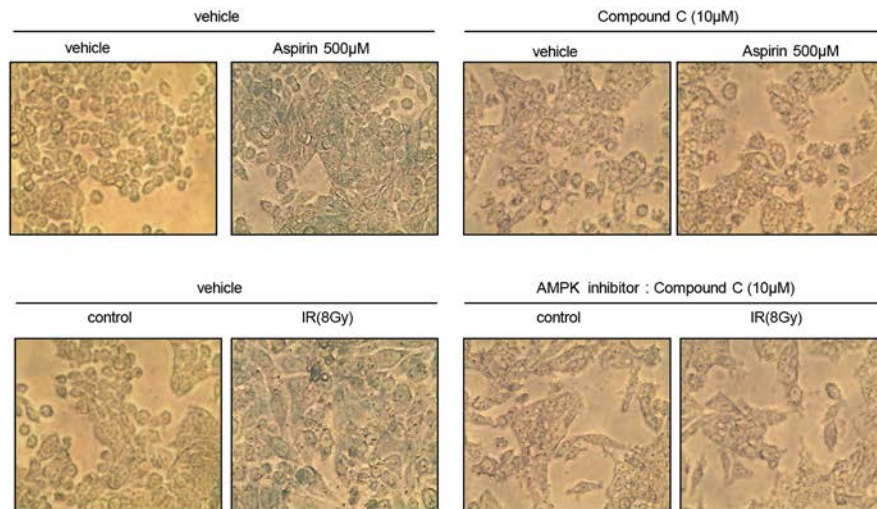 vehicle
Compound C (10μM)
vehicle
Aspirin 500μM
vehicle
Aspirin 500μM
vehicle
AMPK inhibitor : Compound C (10μM)
control
IR(8Gy)
control
IR(8Gy)